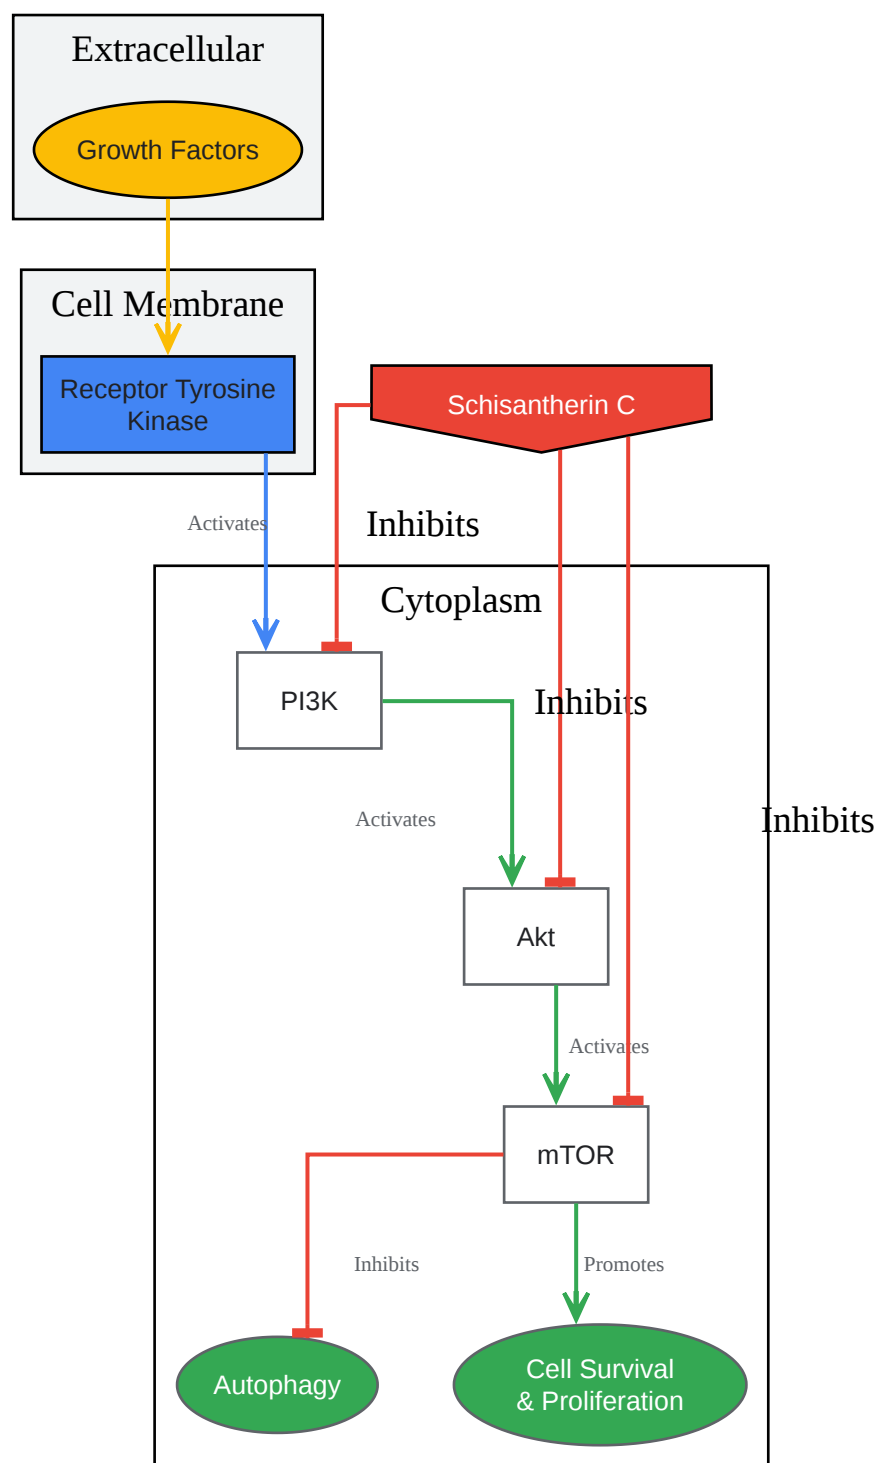 Extracellular
Growth Factors
Cell Membrane
Receptor Tyrosine
Kinase
Schisantherin C
Activates
Inhibits
Cytoplasm
PI3K
Inhibits
Activates
Inhibits
Akt
Activates
mTOR
Inhibits
Promotes
Autophagy
Cell Survival
& Proliferation